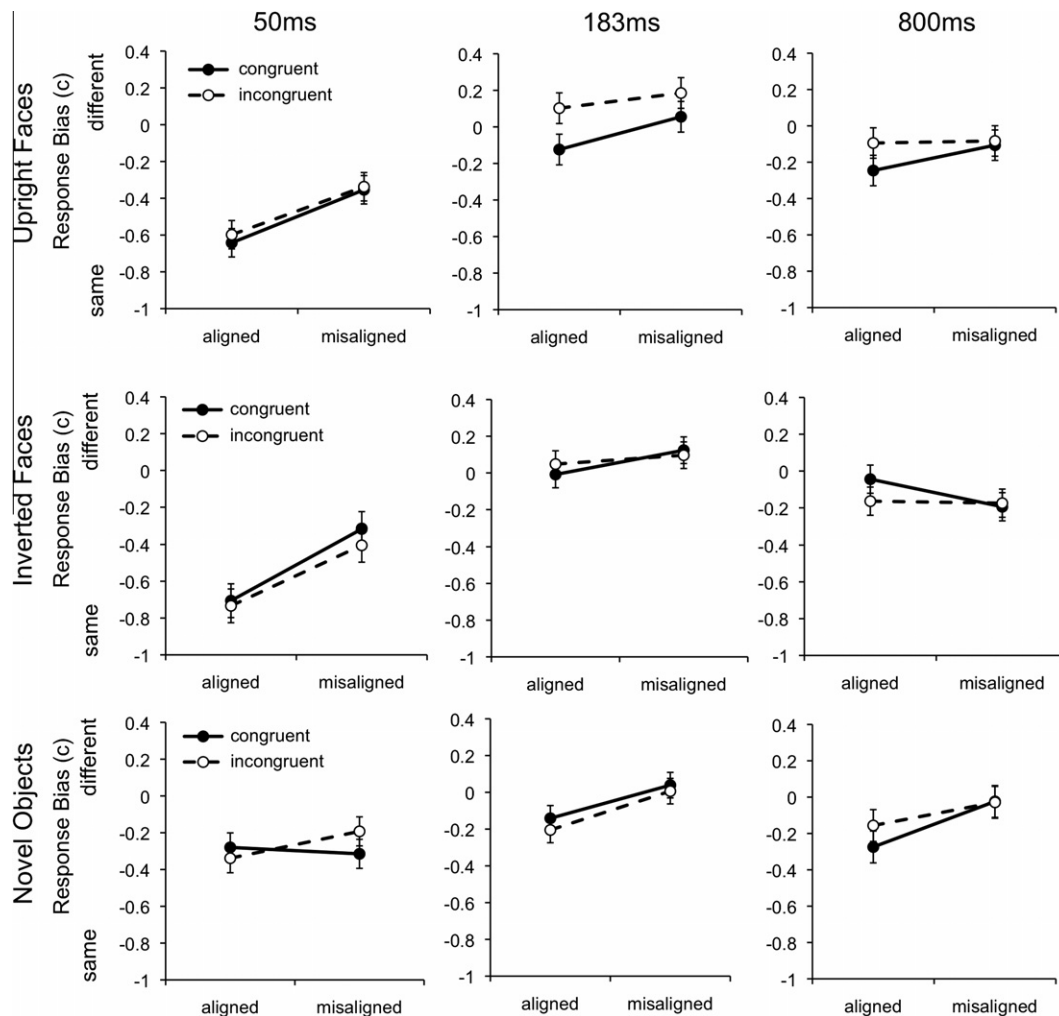 50ms 183ms 800ms
Upright Faces
Response Bias (c)
same different
0.4
0.2
0
-0.2
-0.4
-0.6
-0.8
-1
congruent
incongruent
aligned misaligned
0.4
0.2
0
-0.2
-0.4
-0.6
-0.8
-1
aligned misaligned
0.4
0.2
0
-0.2
-0.4
-0.6
-0.8
-1
aligned misaligned
Inverted Faces
Response Bias (c)
same different
0.4
0.2
0
-0.2
-0.4
-0.6
-0.8
-1
congruent
incongruent
aligned misaligned
0.4
0.2
0
-0.2
-0.4
-0.6
-0.8
-1
aligned misaligned
0.4
0.2
0
-0.2
-0.4
-0.6
-0.8
-1
aligned misaligned
Novel Objects
Response Bias (c)
same different
0.4
0.2
0
-0.2
-0.4
-0.6
-0.8
-1
congruent
incongruent
aligned misaligned
0.4
0.2
0
-0.2
-0.4
-0.6
-0.8
-1
aligned misaligned
0.4
0.2
0
-0.2
-0.4
-0.6
-0.8
-1
aligned misaligned